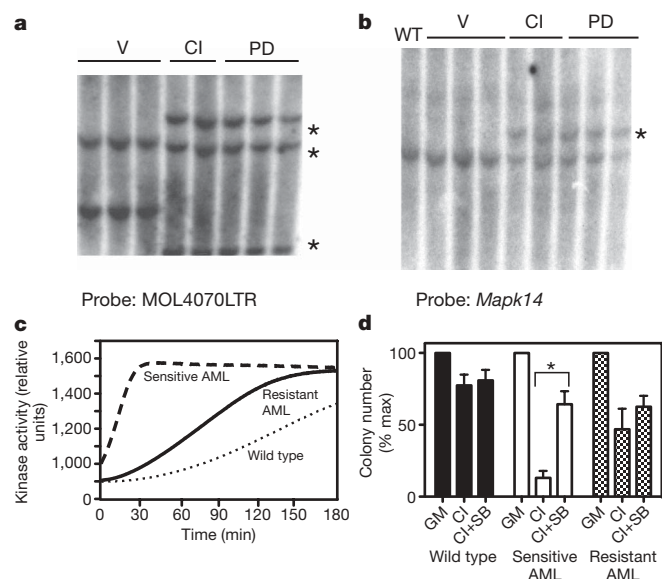 a
V CI PD
*
*
*
Probe: MOL4070LTR
b
WT V CI PD
*
Probe: Mapk14
c
Kinase activity (relative
units)
1,600
1,400
1,200
1,000
800
0
Sensitive AML
Resistant
AML
Wild type
0 30 60 90 120 150 180
Time (min)
d
Colony number
(% max)
100
50
0
*
GM CI CI+SB GM CI CI+SB GM CI CI+SB
Wild type Sensitive
AML Resistant
AML